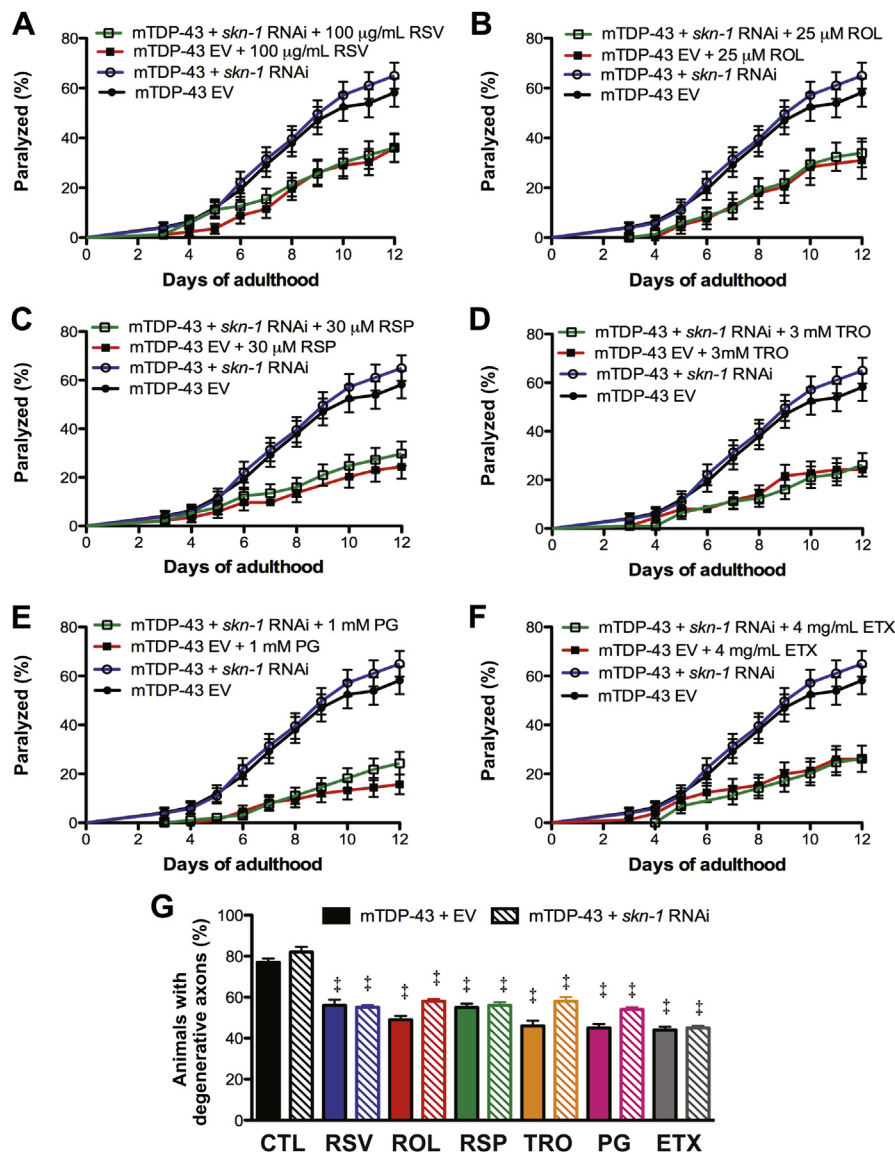 A
mTDP-43 + skn-1 RNAi + 100 μg/mL RSV
mTDP-43 EV + 100 μg/mL RSV
mTDP-43 + skn-1 RNAi
mTDP-43 EV
Paralyzed (%)
80
60
40
20
0
0 2 4 6 8 10 12
Days of adulthood
B
mTDP-43 + skn-1 RNAi + 25 μM ROL
mTDP-43 EV + 25 μM ROL
mTDP-43 + skn-1 RNAi
mTDP-43 EV
Paralyzed (%)
80
60
40
20
0
0 2 4 6 8 10 12
Days of adulthood
C
mTDP-43 + skn-1 RNAi + 30 μM RSP
mTDP-43 EV + 30 μM RSP
mTDP-43 + skn-1 RNAi
mTDP-43 EV
Paralyzed (%)
80
60
40
20
0
0 2 4 6 8 10 12
Days of adulthood
D
mTDP-43 + skn-1 RNAi + 3 mM TRO
mTDP-43 EV + 3mM TRO
mTDP-43 + skn-1 RNAi
mTDP-43 EV
Paralyzed (%)
80
60
40
20
0
0 2 4 6 8 10 12
Days of adulthood
E
mTDP-43 + skn-1 RNAi + 1 mM PG
mTDP-43 EV + 1 mM PG
mTDP-43 + skn-1 RNAi
mTDP-43 EV
Paralyzed (%)
80
60
40
20
0
0 2 4 6 8 10 12
Days of adulthood
F
mTDP-43 + skn-1 RNAi + 4 mg/mL ETX
mTDP-43 EV + 4 mg/mL ETX
mTDP-43 + skn-1 RNAi
mTDP-43 EV
Paralyzed (%)
80
60
40
20
0
0 2 4 6 8 10 12
Days of adulthood
G
mTDP-43 + EV mTDP-43 + skn-1 RNAi
Animals with
degenerative axons (%)
100
80
60
40
20
0
‡ ‡ ‡ ‡ ‡ ‡ ‡ ‡ ‡ ‡ ‡ ‡
CTL RSV ROL RSP TRO PG ETX